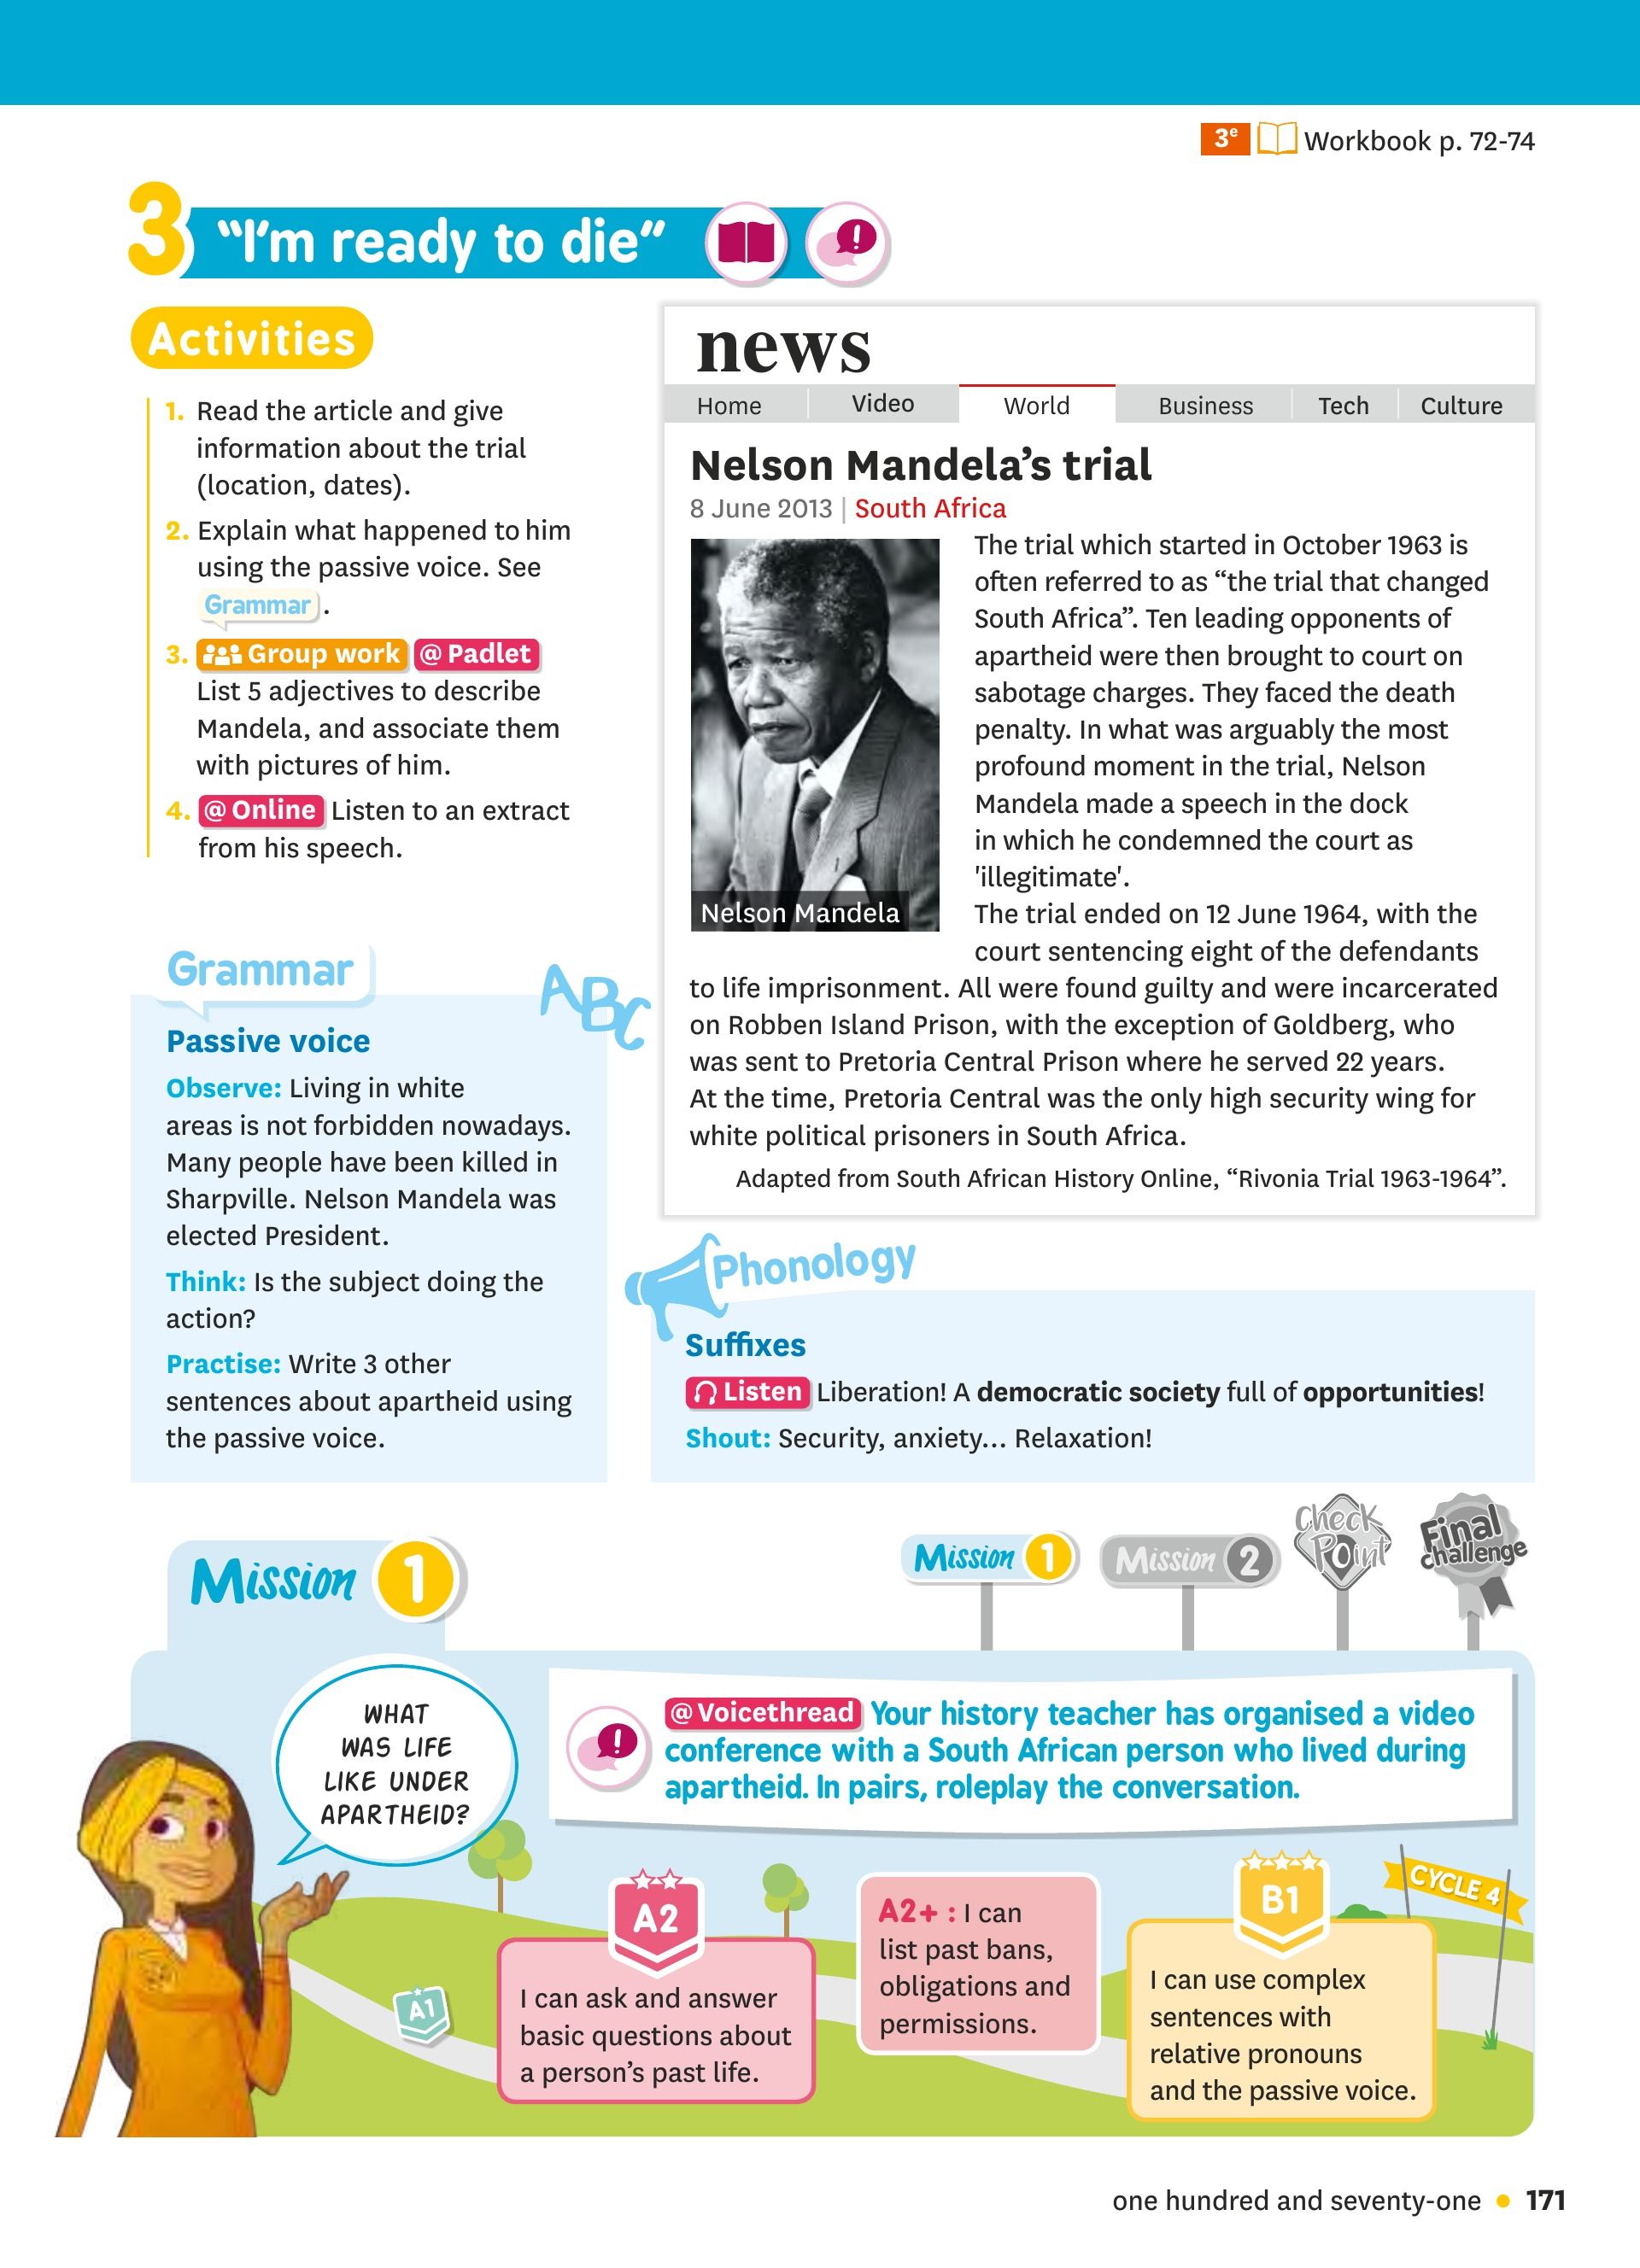 3e Workbook p. 72-74
3 "I'm ready to die"
Activities
1. Read the article and give
information about the trial
(location, dates).
2. Explain what happened to him
using the passive voice. See
Grammar .
3. Group work @ Padlet
List 5 adjectives to describe
Mandela, and associate them
with pictures of him.
4. @ Online Listen to an extract
from his speech.
Grammar
ABC
Passive voice
Observe: Living in white
areas is not forbidden nowadays.
Many people have been killed in
Sharpville. Nelson Mandela was
elected President.
Think: Is the subject doing the
action?
Practise: Write 3 other
sentences about apartheid using
the passive voice.
news
Home Video World Business Tech Culture
Nelson Mandela's trial
8 June 2013 | South Africa
Nelson Mandela
The trial which started in October 1963 is
often referred to as “the trial that changed
South Africa”. Ten leading opponents of
apartheid were then brought to court on
sabotage charges. They faced the death
penalty. In what was arguably the most
profound moment in the trial, Nelson
Mandela made a speech in the dock
in which he condemned the court as
'illegitimate'.
The trial ended on 12 June 1964, with the
court sentencing eight of the defendants
to life imprisonment. All were found guilty and were incarcerated
on Robben Island Prison, with the exception of Goldberg, who
was sent to Pretoria Central Prison where he served 22 years.
At the time, Pretoria Central was the only high security wing for
white political prisoners in South Africa.
Adapted from South African History Online, “Rivonia Trial 1963-1964”.
Phonology
Suffixes
Listen Liberation! A democratic society full of opportunities!
Shout: Security, anxiety... Relaxation!
Mission 1
Mission 1 Mission 2 Check Point Final challenge
WHAT
WAS LIFE
LIKE UNDER
APARTHEID?
@ Voicethread Your history teacher has organised a video
conference with a South African person who lived during
apartheid. In pairs, roleplay the conversation.
A1
A2
I can ask and answer
basic questions about
a person's past life.
A2+ : I can
list past bans,
obligations and
permissions.
B1
I can use complex
sentences with
relative pronouns
and the passive voice.
CYCLE 4
one hundred and seventy-one • 171